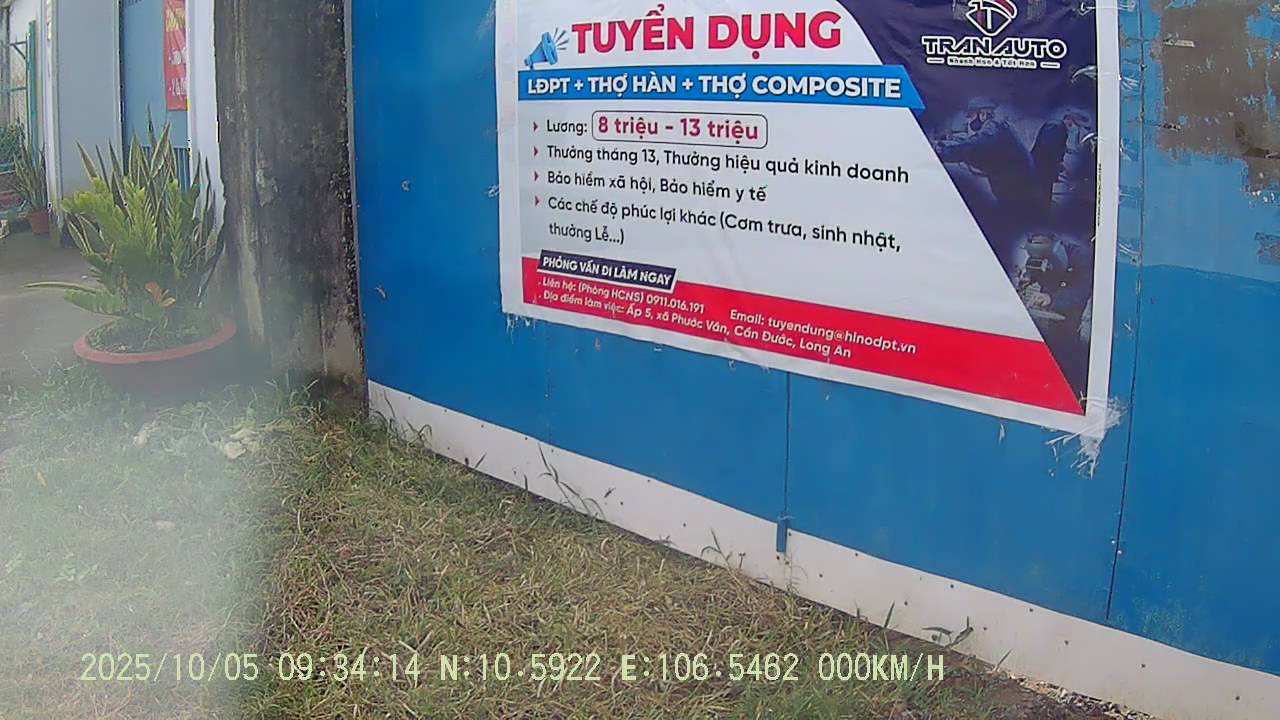 TUYỂN DỤNG
TRANAUTO
Nhanh Hơn & Tốt Hơn
LĐPT + THỢ HÀN + THỢ COMPOSITE
Lương: 8 triệu - 13 triệu
Thưởng tháng 13, Thưởng hiệu quả kinh doanh
Bảo hiểm xã hội, Bảo hiểm y tế
Các chế độ phúc lợi khác (Cơm trưa, sinh nhật,
thưởng Lễ...)
PHỎNG VẤN ĐI LÀM NGAY
. Liên hệ: (Phòng HCNS) 0911.016.191
Email: tuyendung@hinodpt.vn
. Địa điểm làm việc: Ấp 5, xã Phước Vân, Cần Đước, Long An
2025/10/05 09:34:14 N:10.5922 E:106.5462 000KM/H